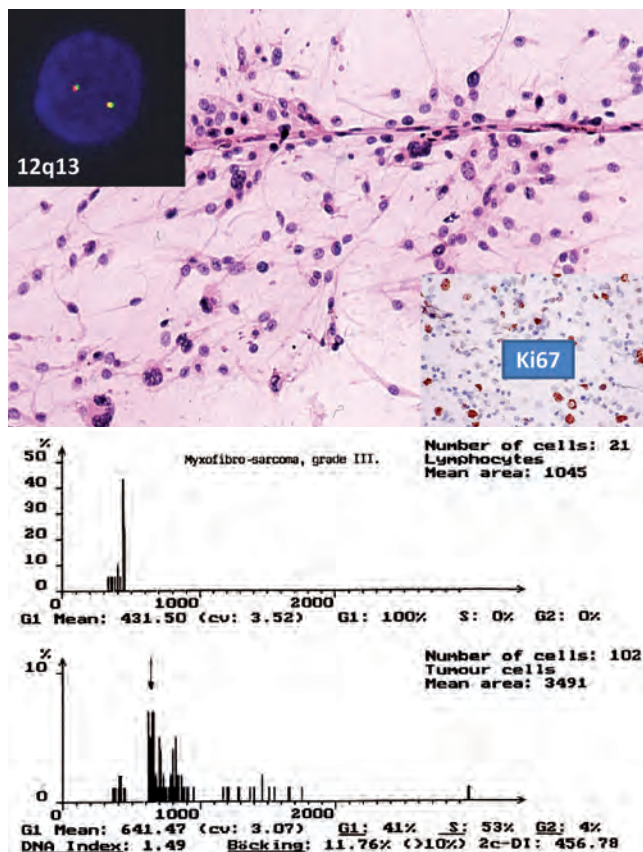 12q13
Ki67
%
Myxofibro-sarcoma, grade III.
Number of cells: 21
Lymphocytes
Mean area: 1045
50
40
30
20
10
0
0 1000 2000
G1 Mean: 431.50 (cv: 3.52) G1: 100% S: 0% G2: 0%
%
Number of cells: 102
Tumour cells
Mean area: 3491
10
0
0 1000 2000
G1 Mean: 641.47 (cv: 3.07) G1: 41% S: 53% G2: 4%
DNA Index: 1.49 Böcking: 11.76% (>10%) 2c-DI: 456.78